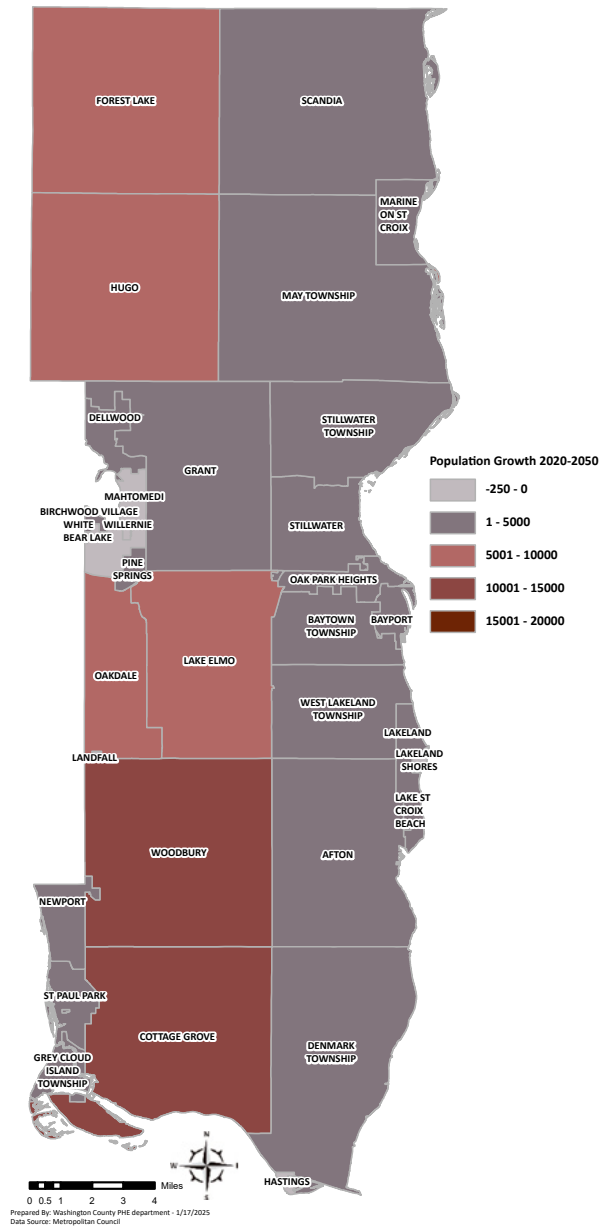 FOREST LAKE
SCANDIA
MARINE
ON ST
CROIX
HUGO
MAY TOWNSHIP
DELLWOOD
STILLWATER
TOWNSHIP
GRANT
Population Growth 2020-2050
-250 - 0
1 - 5000
5001 - 10000
10001 - 15000
15001 - 20000
MAHTOMEDI
BIRCHWOOD VILLAGE
WHITE
BEAR LAKE
WILLERNIE
STILLWATER
PINE
SPRINGS
OAK PARK HEIGHTS
BAYTOWN
TOWNSHIP
BAYPORT
LAKE ELMO
OAKDALE
WEST LAKELAND
TOWNSHIP
LAKELAND
LANDFALL
LAKELAND
SHORES
LAKE ST
CROIX
BEACH
WOODBURY
AFTON
NEWPORT
ST PAUL PARK
COTTAGE GROVE
DENMARK
TOWNSHIP
GREY CLOUD
ISLAND
TOWNSHIP
HASTINGS
N
W
S
0 0.5 1 2 3 4 Miles
Prepared By: Washington County PHE department - 1/17/2025
Data Source: Metropolitan Council